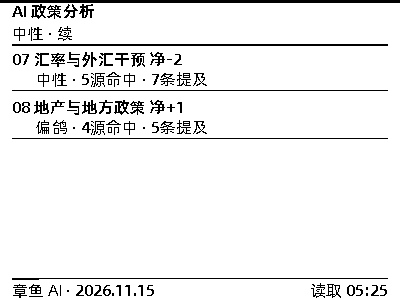 AI 政策分析
中性 · 续
07 汇率与外汇干预 净-2
中性 · 5源命中 · 7条提及
08 地产与地方政策 净+1
偏鸽 · 4源命中 · 5条提及
章鱼 AI · 2026.11.15
读取 05:25